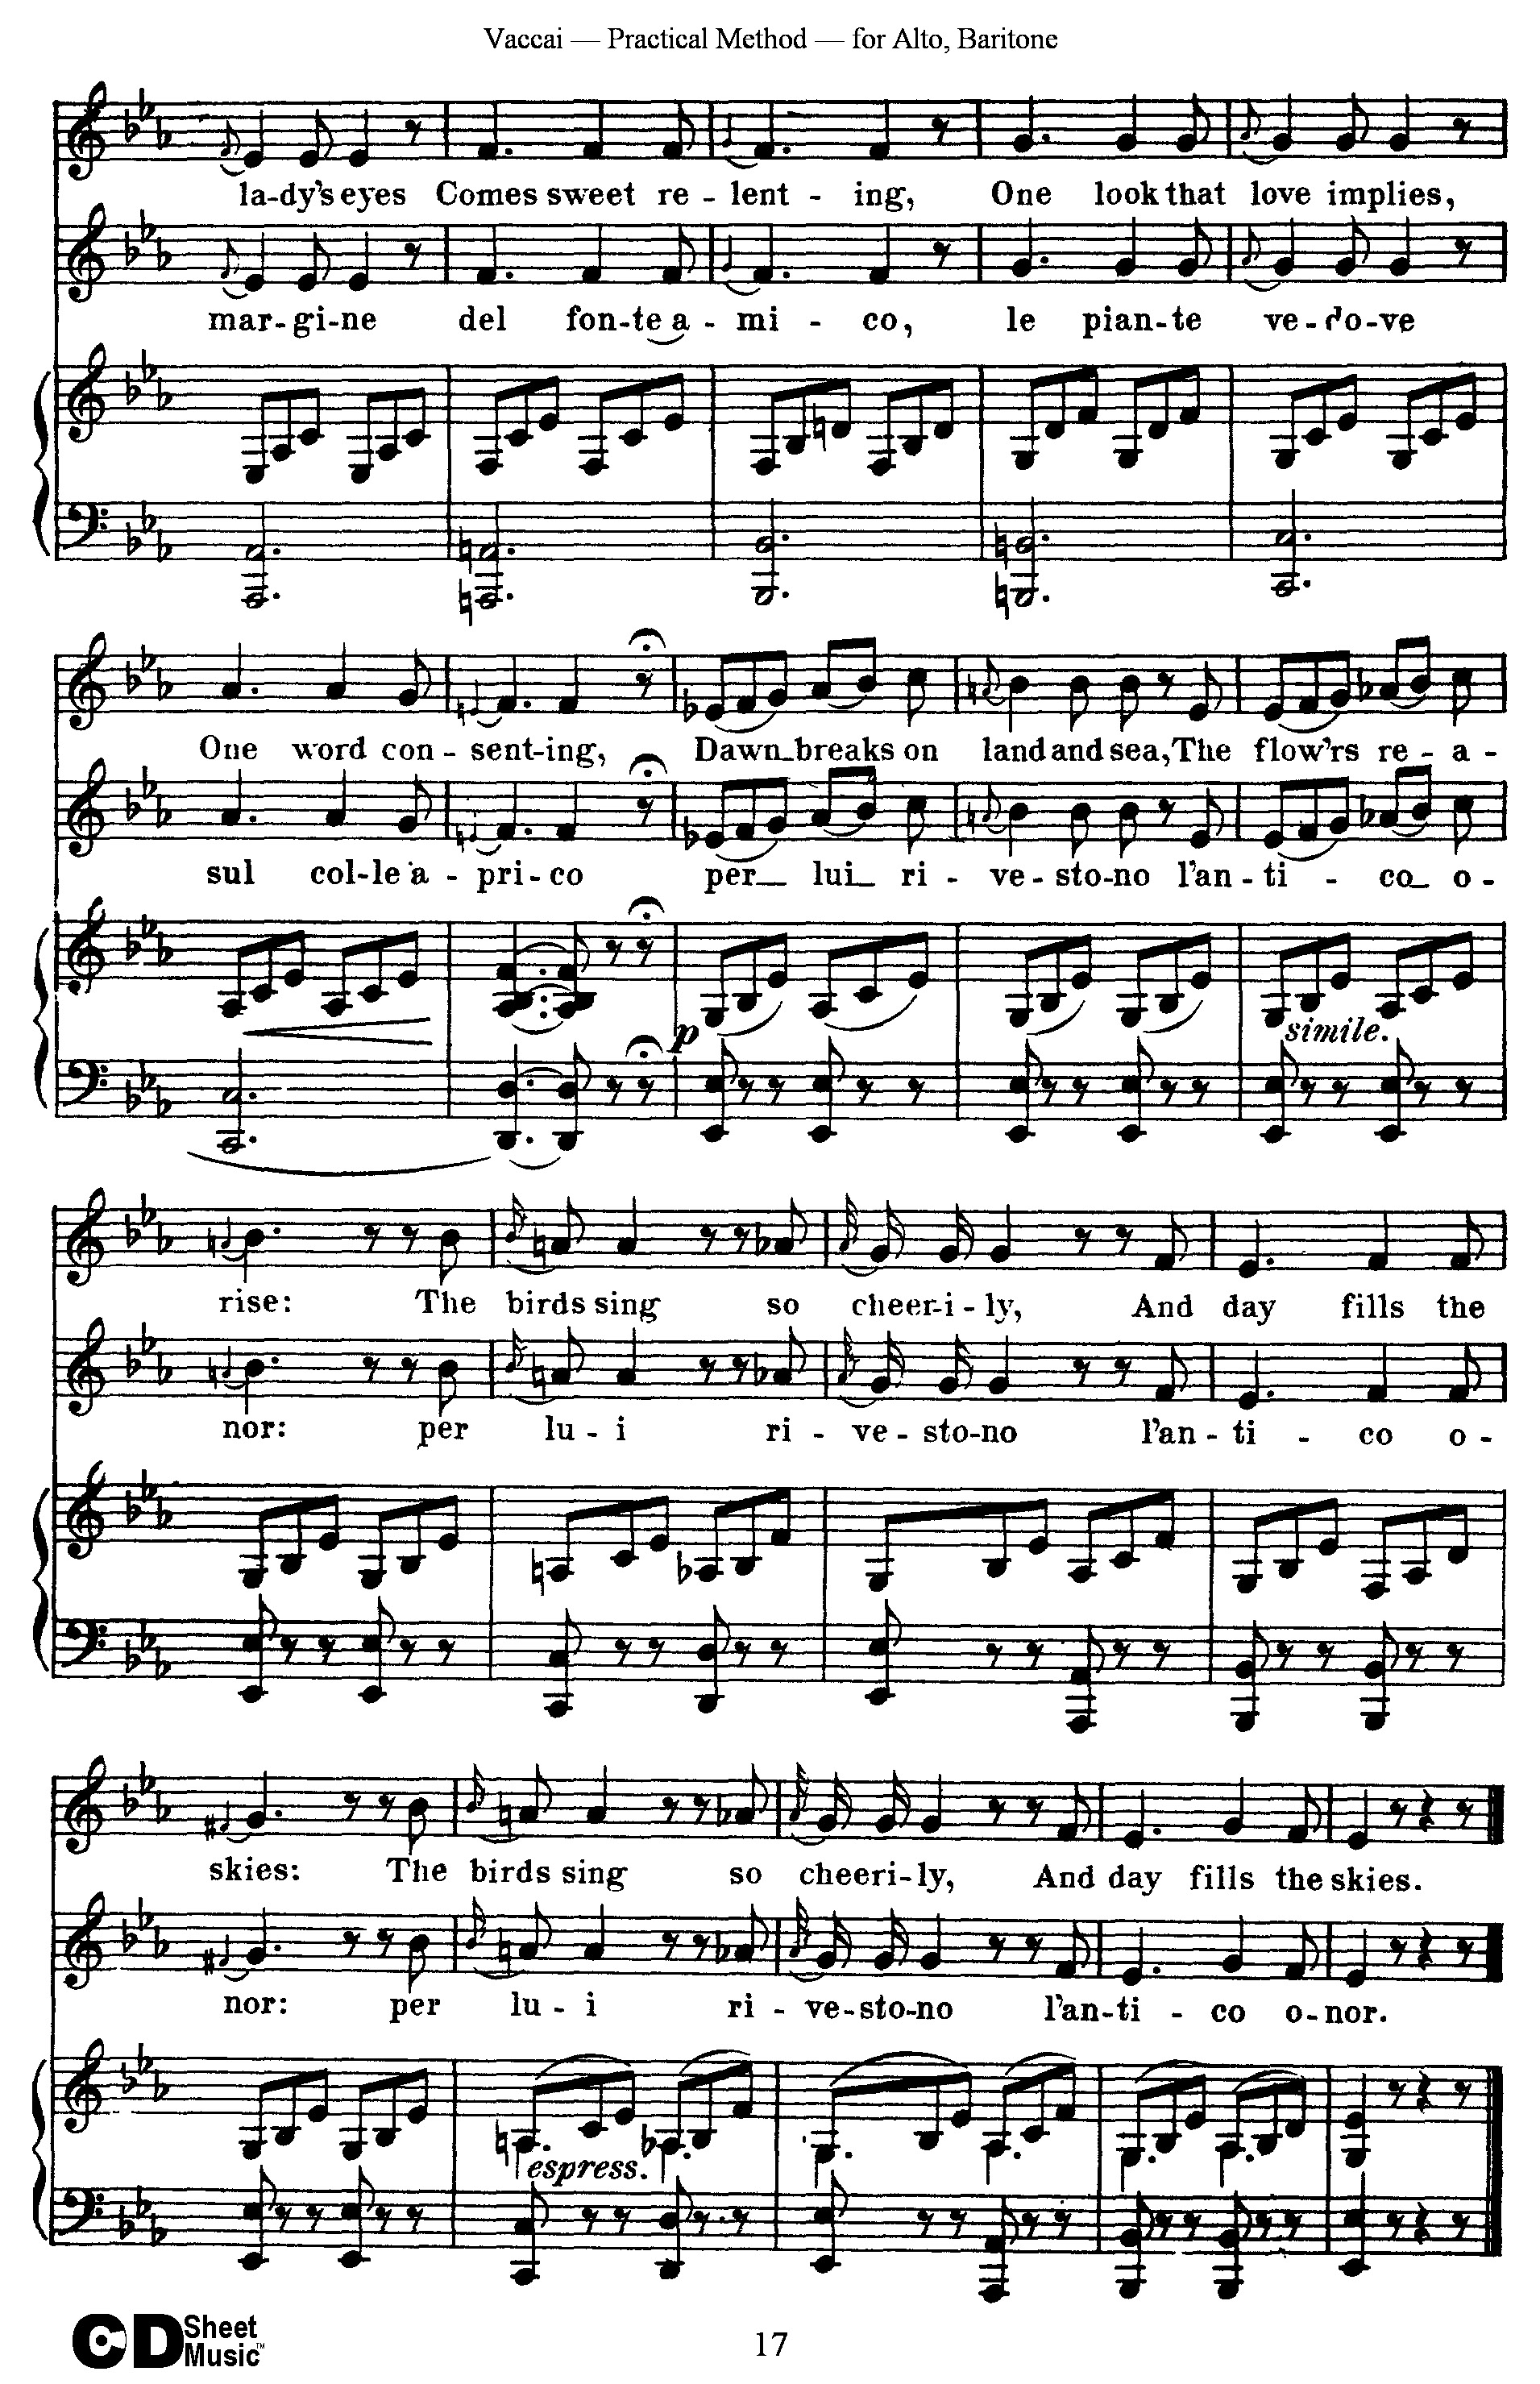 Vaccai — Practical Method — for Alto, Baritone
la-dy's eyes Comes sweet re - lent - ing, One look that love implies,
mar-gi-ne del fon-te a - mi - co, le pian-te ve-do-ve
One word con - sent-ing, Dawn breaks on land and sea, The flow'rs re - a -
sul col-le a - pri - co per lui ri - ve - sto-no l'an - ti - co o -
p
simile.
rise: The birds sing so cheer-i - ly, And day fills the
nor: per lu - i ri - ve - sto-no l'an - ti - co o -
skies: The birds sing so cheeri-ly, And day fills the skies.
nor: per lu - i ri - ve-sto-no l'an-ti - co o-nor.
espress.
CD Sheet
Music™
17